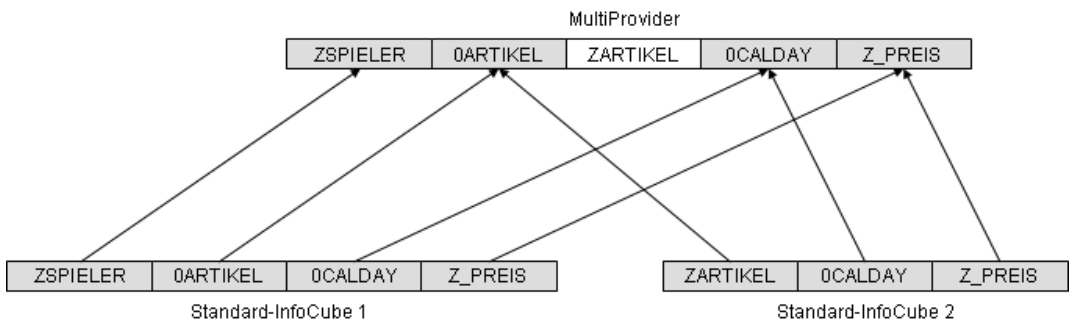 MultiProvider
ZSPIELER 0ARTIKEL ZARTIKEL 0CALDAY Z_PREIS
ZSPIELER 0ARTIKEL 0CALDAY Z_PREIS ZARTIKEL 0CALDAY Z_PREIS
Standard-InfoCube 1 Standard-InfoCube 2